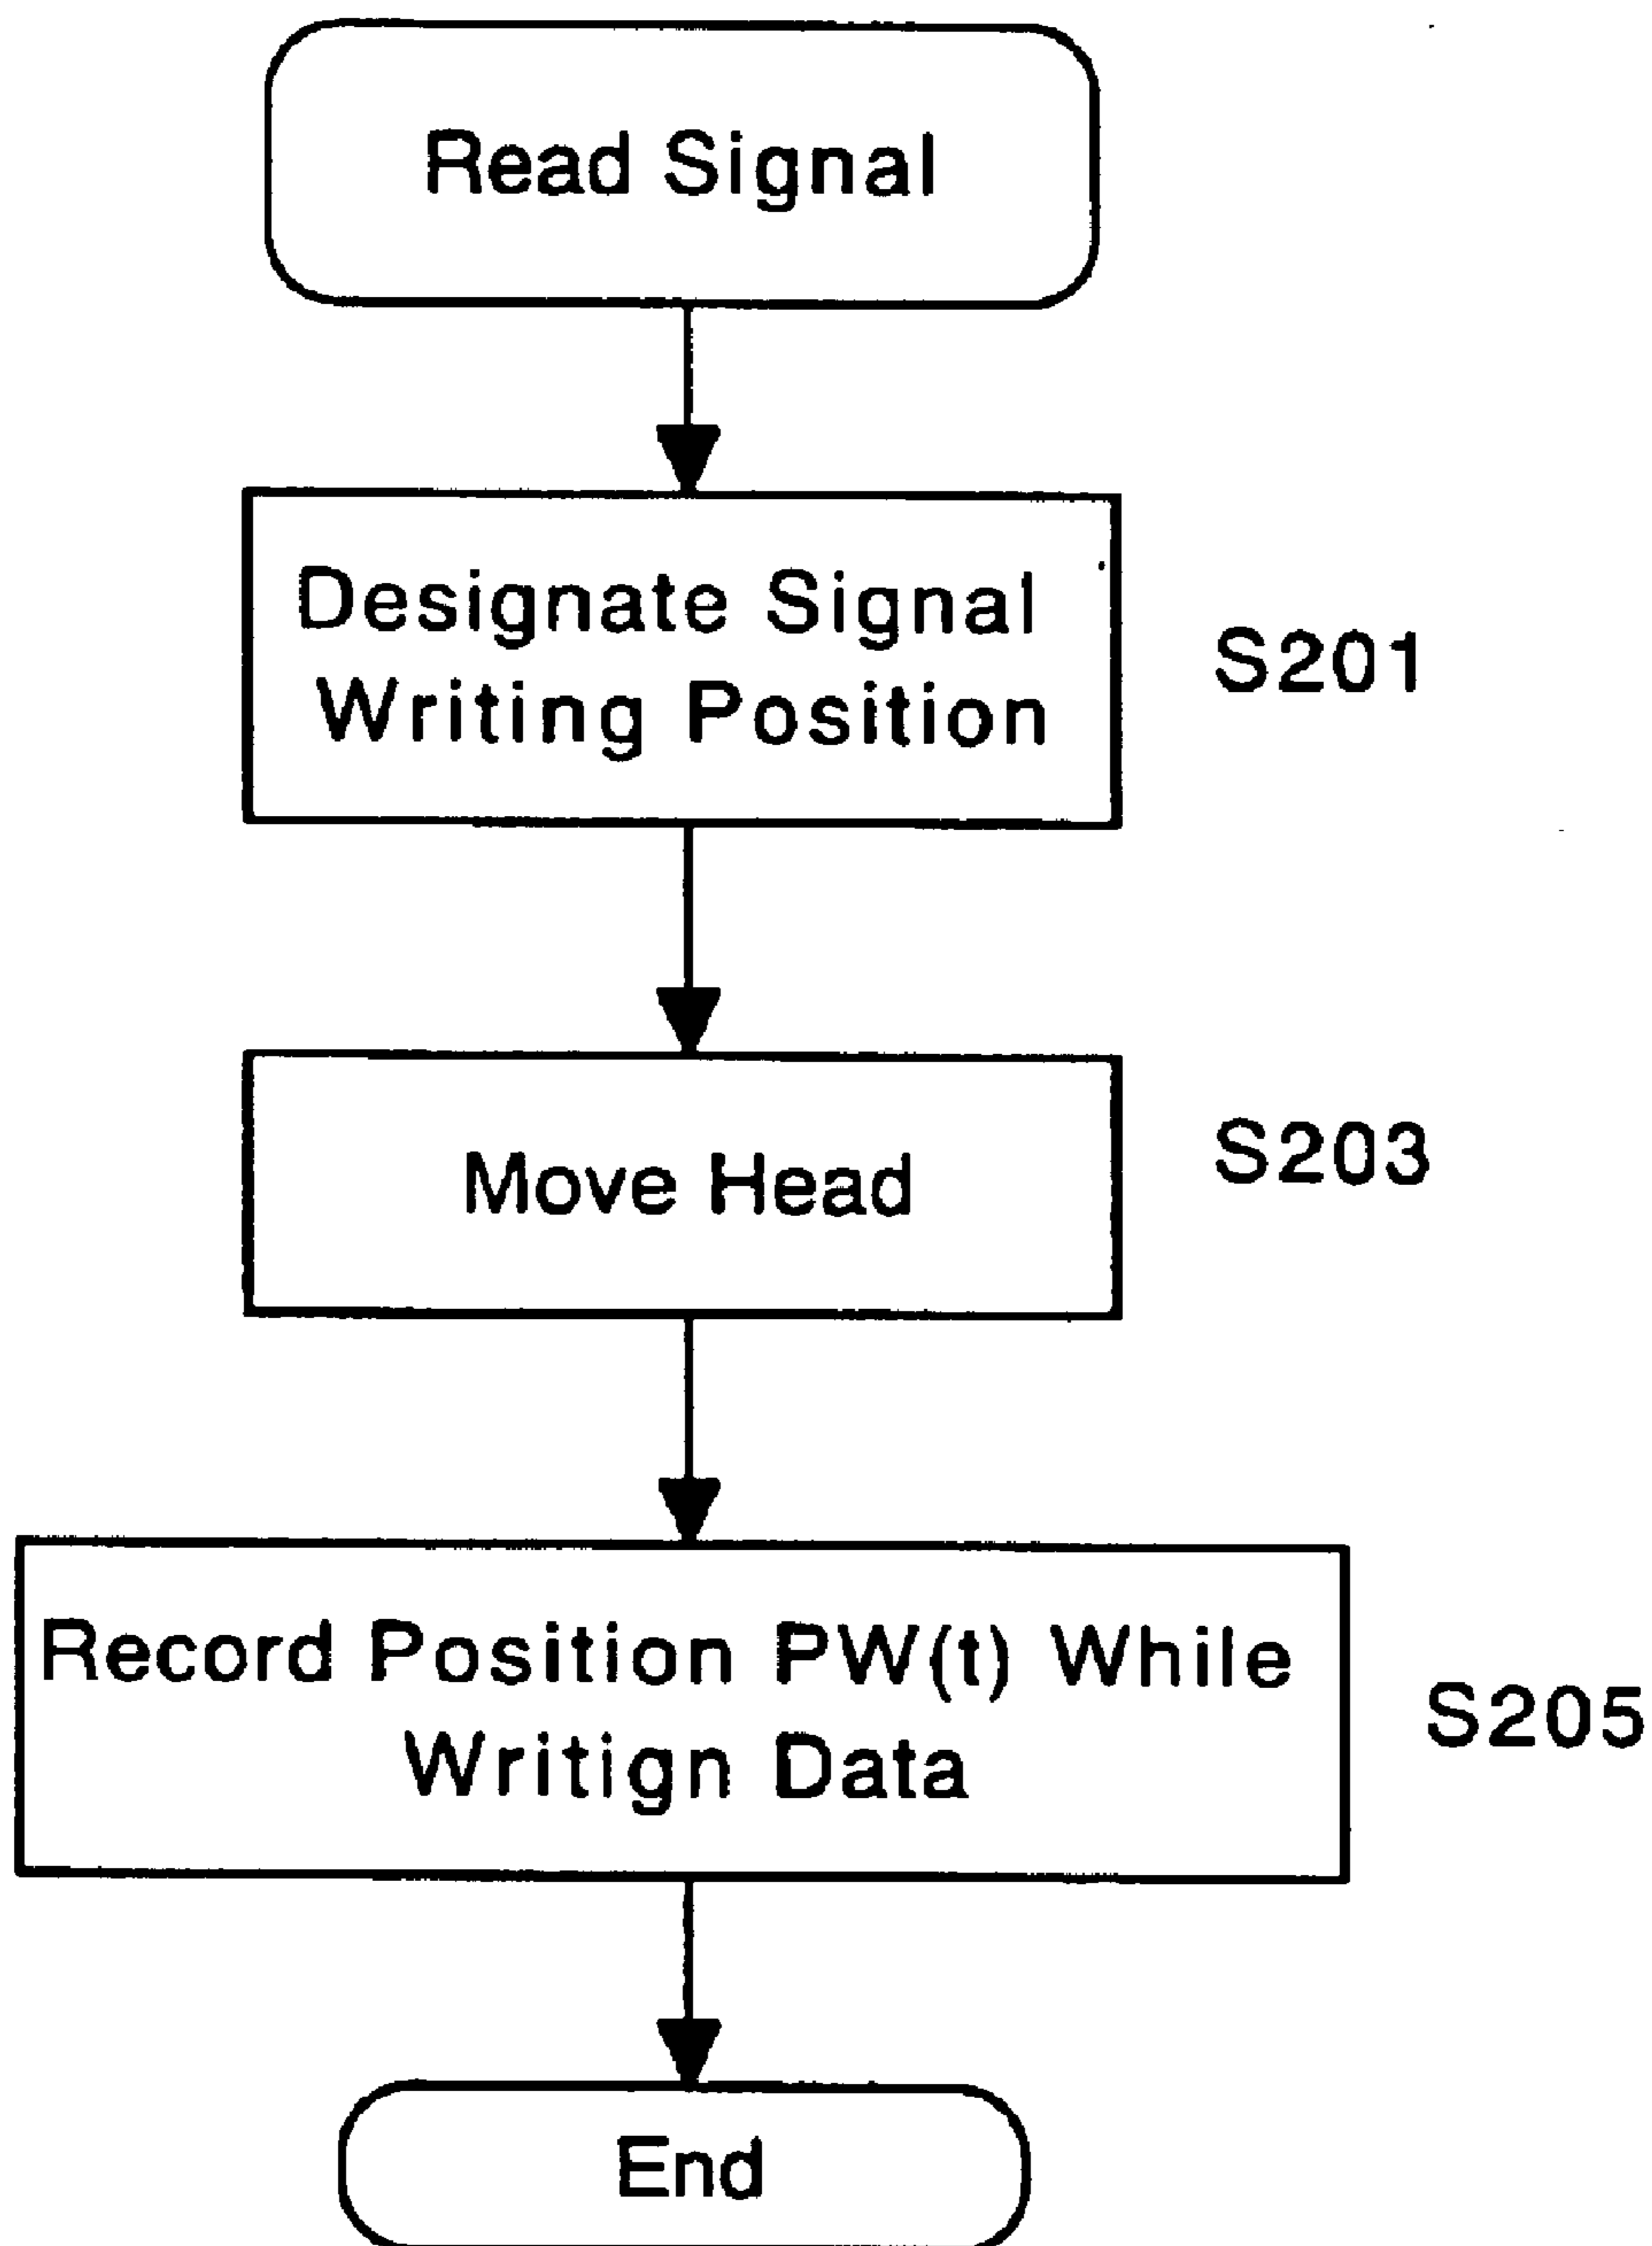 Read Signal
Designate Signal
Writing Position
S201
Move Head
S203
Record Position PW(t) While
Writign Data
S205
End